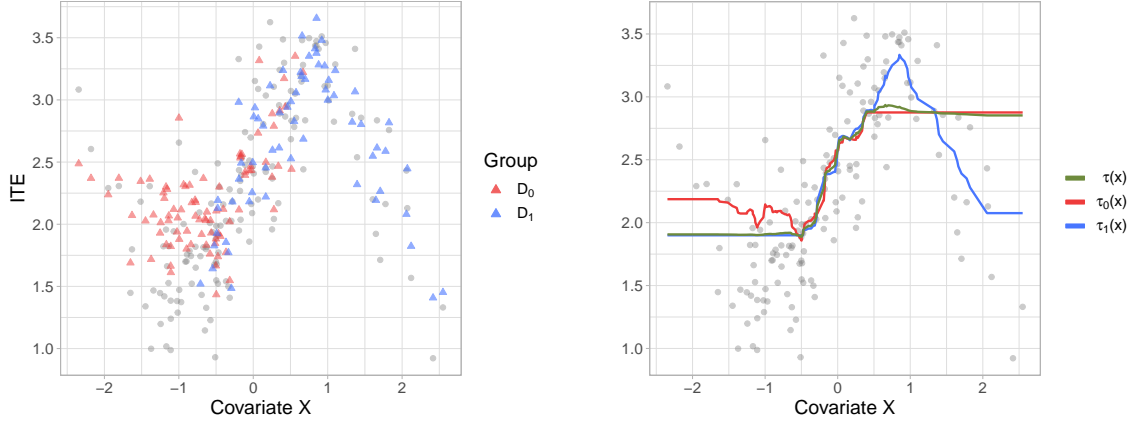 3.5
3.0
2.5
2.0
1.5
1.0
ITE
−2
−1
0
1
2
Covariate X
Group
D₀
D₁
3.5
3.0
2.5
2.0
1.5
1.0
−2
−1
0
1
2
Covariate X
τ(x)
τ₀(x)
τ₁(x)